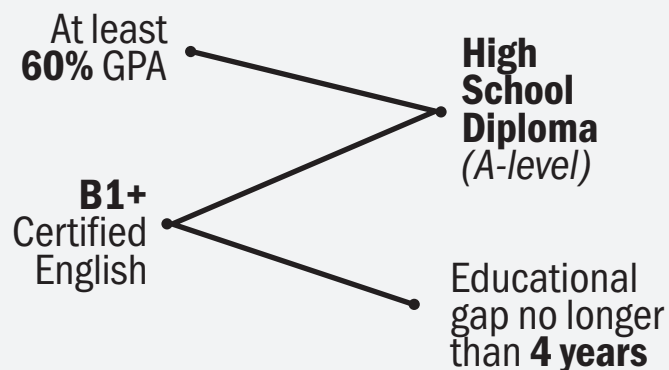 At least
60% GPA
High
School
Diploma
(A-level)
B1+
Certified
English
Educational
gap no longer
than 4 years